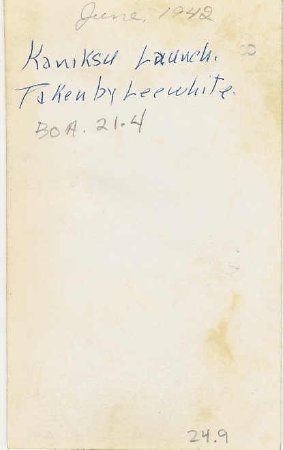 June, 1942
Kaniksu Launch.
Taken by Lee White.
BOA. 21.4
24.9